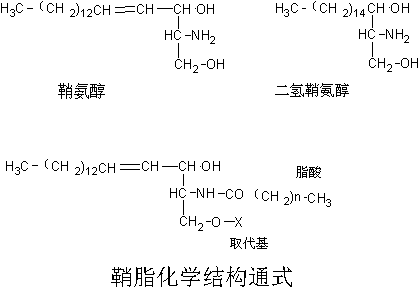 H₃C-(CH₂)₁₂CH=CH-CH·OH    H₃C-(CH₂)₁₄CH·OH
HC-NH₂    HC-NH₂
CH₂-OH    CH₂-OH
鞘氨醇    二氢鞘氨醇
H₃C-(CH₂)₁₂CH=CH-CH·OH    脂酸
HC-NH-CO (CH₂)n-CH₃
CH₂-O-X
取代基
鞘脂化学结构通式